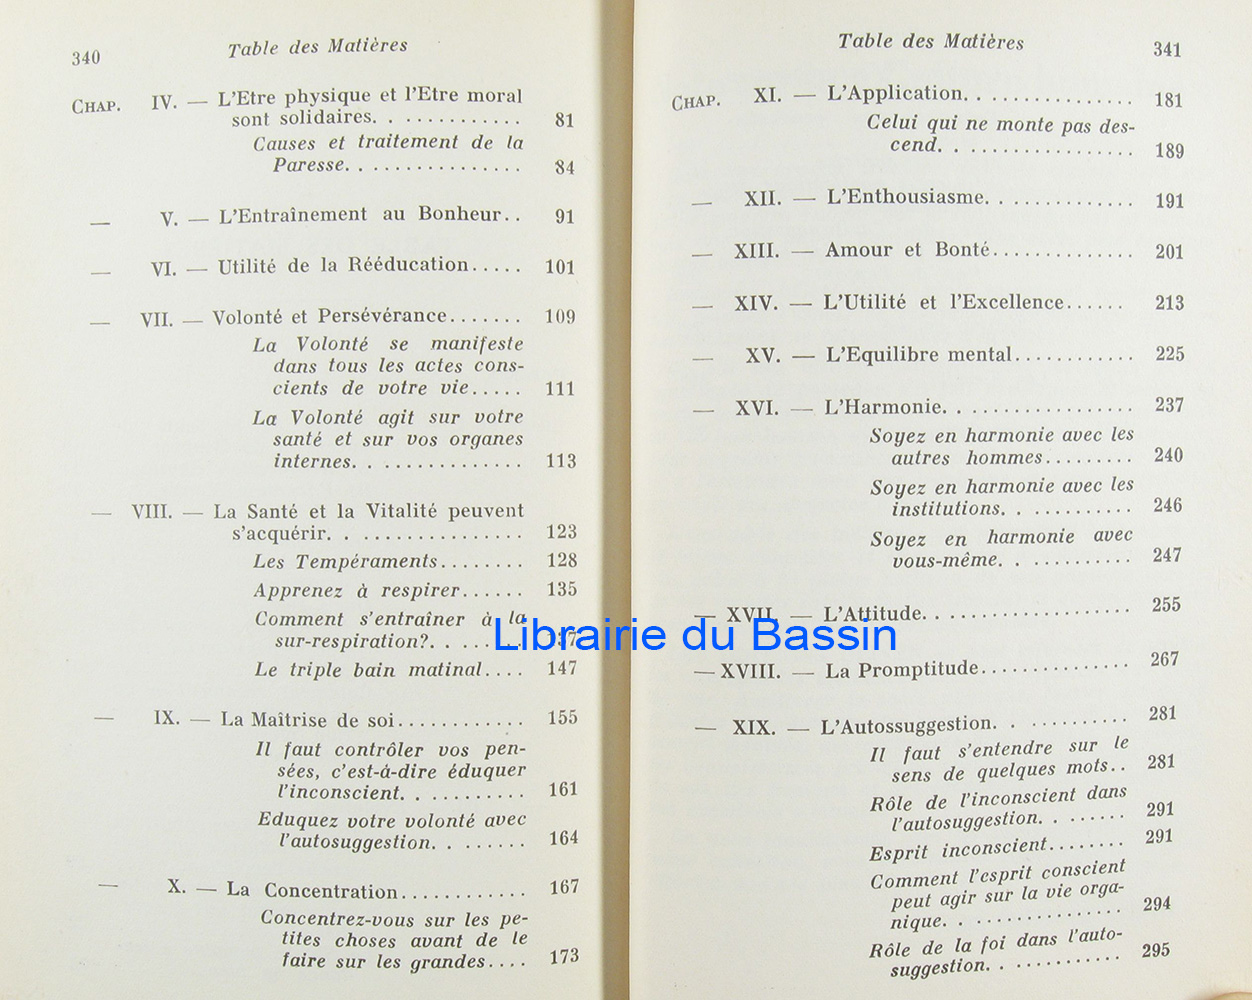 340
Table des Matières
CHAP. IV. — L'Etre physique et l'Etre moral
sont solidaires. . . . . . . . . . . . . 81
Causes et traitement de la
Paresse. . . . . . . . . . . . . . . . 84
— V. — L'Entraînement au Bonheur. . 91
— VI. — Utilité de la Rééducation . . . . . 101
— VII. — Volonté et Persévérance . . . . . . . 109
La Volonté se manifeste
dans tous les actes cons-
cients de votre vie . . . . . 111
La Volonté agit sur votre
santé et sur vos organes
internes. . . . . . . . . . . . . . 113
— VIII. — La Santé et la Vitalité peuvent
s'acquérir. . . . . . . . . . . . . . . . 123
Les Tempéraments . . . . . . . . 128
Apprenez à respirer . . . . . . 135
Comment s'entraîner à la
sur-respiration?. . . . . . . 137
Le triple bain matinal . . . . 147
— IX. — La Maîtrise de soi . . . . . . . . . . . . 155
Il faut contrôler vos pen-
sées, c'est-à-dire éduquer
l'inconscient. . . . . . . . . . . 161
Eduquez votre volonté avec
l'autosuggestion. . . . . . . . 164
— X. — La Concentration . . . . . . . . . . . . 167
Concentrez-vous sur les pe-
tites choses avant de le
faire sur les grandes . . . . 173
Table des Matières
341
CHAP. XI. — L'Application. . . . . . . . . . . . . . . . 181
Celui qui ne monte pas des-
cend. . . . . . . . . . . . . . . . . . 189
— XII. — L'Enthousiasme. . . . . . . . . . . . . . 191
— XIII. — Amour et Bonté . . . . . . . . . . . . . . 201
— XIV. — L'Utilité et l'Excellence . . . . . . 213
— XV. — L'Equilibre mental . . . . . . . . . . . . 225
— XVI. — L'Harmonie. . . . . . . . . . . . . . . . . 237
Soyez en harmonie avec les
autres hommes . . . . . . . . . 240
Soyez en harmonie avec les
institutions. . . . . . . . . . . . 246
Soyez en harmonie avec
vous-même. . . . . . . . . . . . 247
— XVII. — L'Attitude. . . . . . . . . . . . . . . . . . 255
Librairie du Bassin
— XVIII. — La Promptitude . . . . . . . . . . . . . . 267
— XIX. — L'Autossuggestion. . . . . . . . . . . . 281
Il faut s'entendre sur le
sens de quelques mots . . 281
Rôle de l'inconscient dans
l'autosuggestion. . . . . . . . 291
Esprit inconscient . . . . . . . . 291
Comment l'esprit conscient
peut agir sur la vie orga-
nique. . . . . . . . . . . . . . . . 294
Rôle de la foi dans l'auto-
suggestion. . . . . . . . . . . . 295